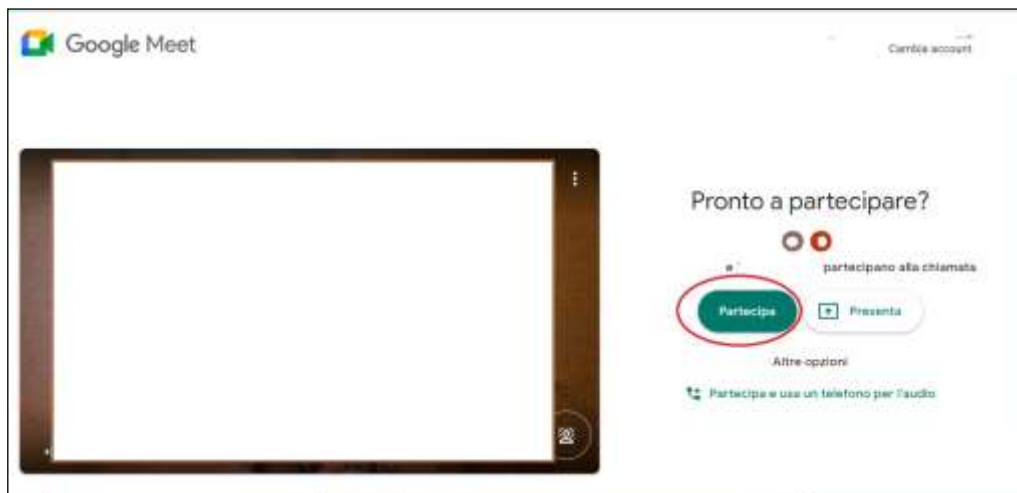 Google Meet
Cambia account
Pronto a partecipare?
e
partecipano alla chiamata
Partecipa
Presenta
Altre opzioni
Partecipa e usa un telefono per l'audio